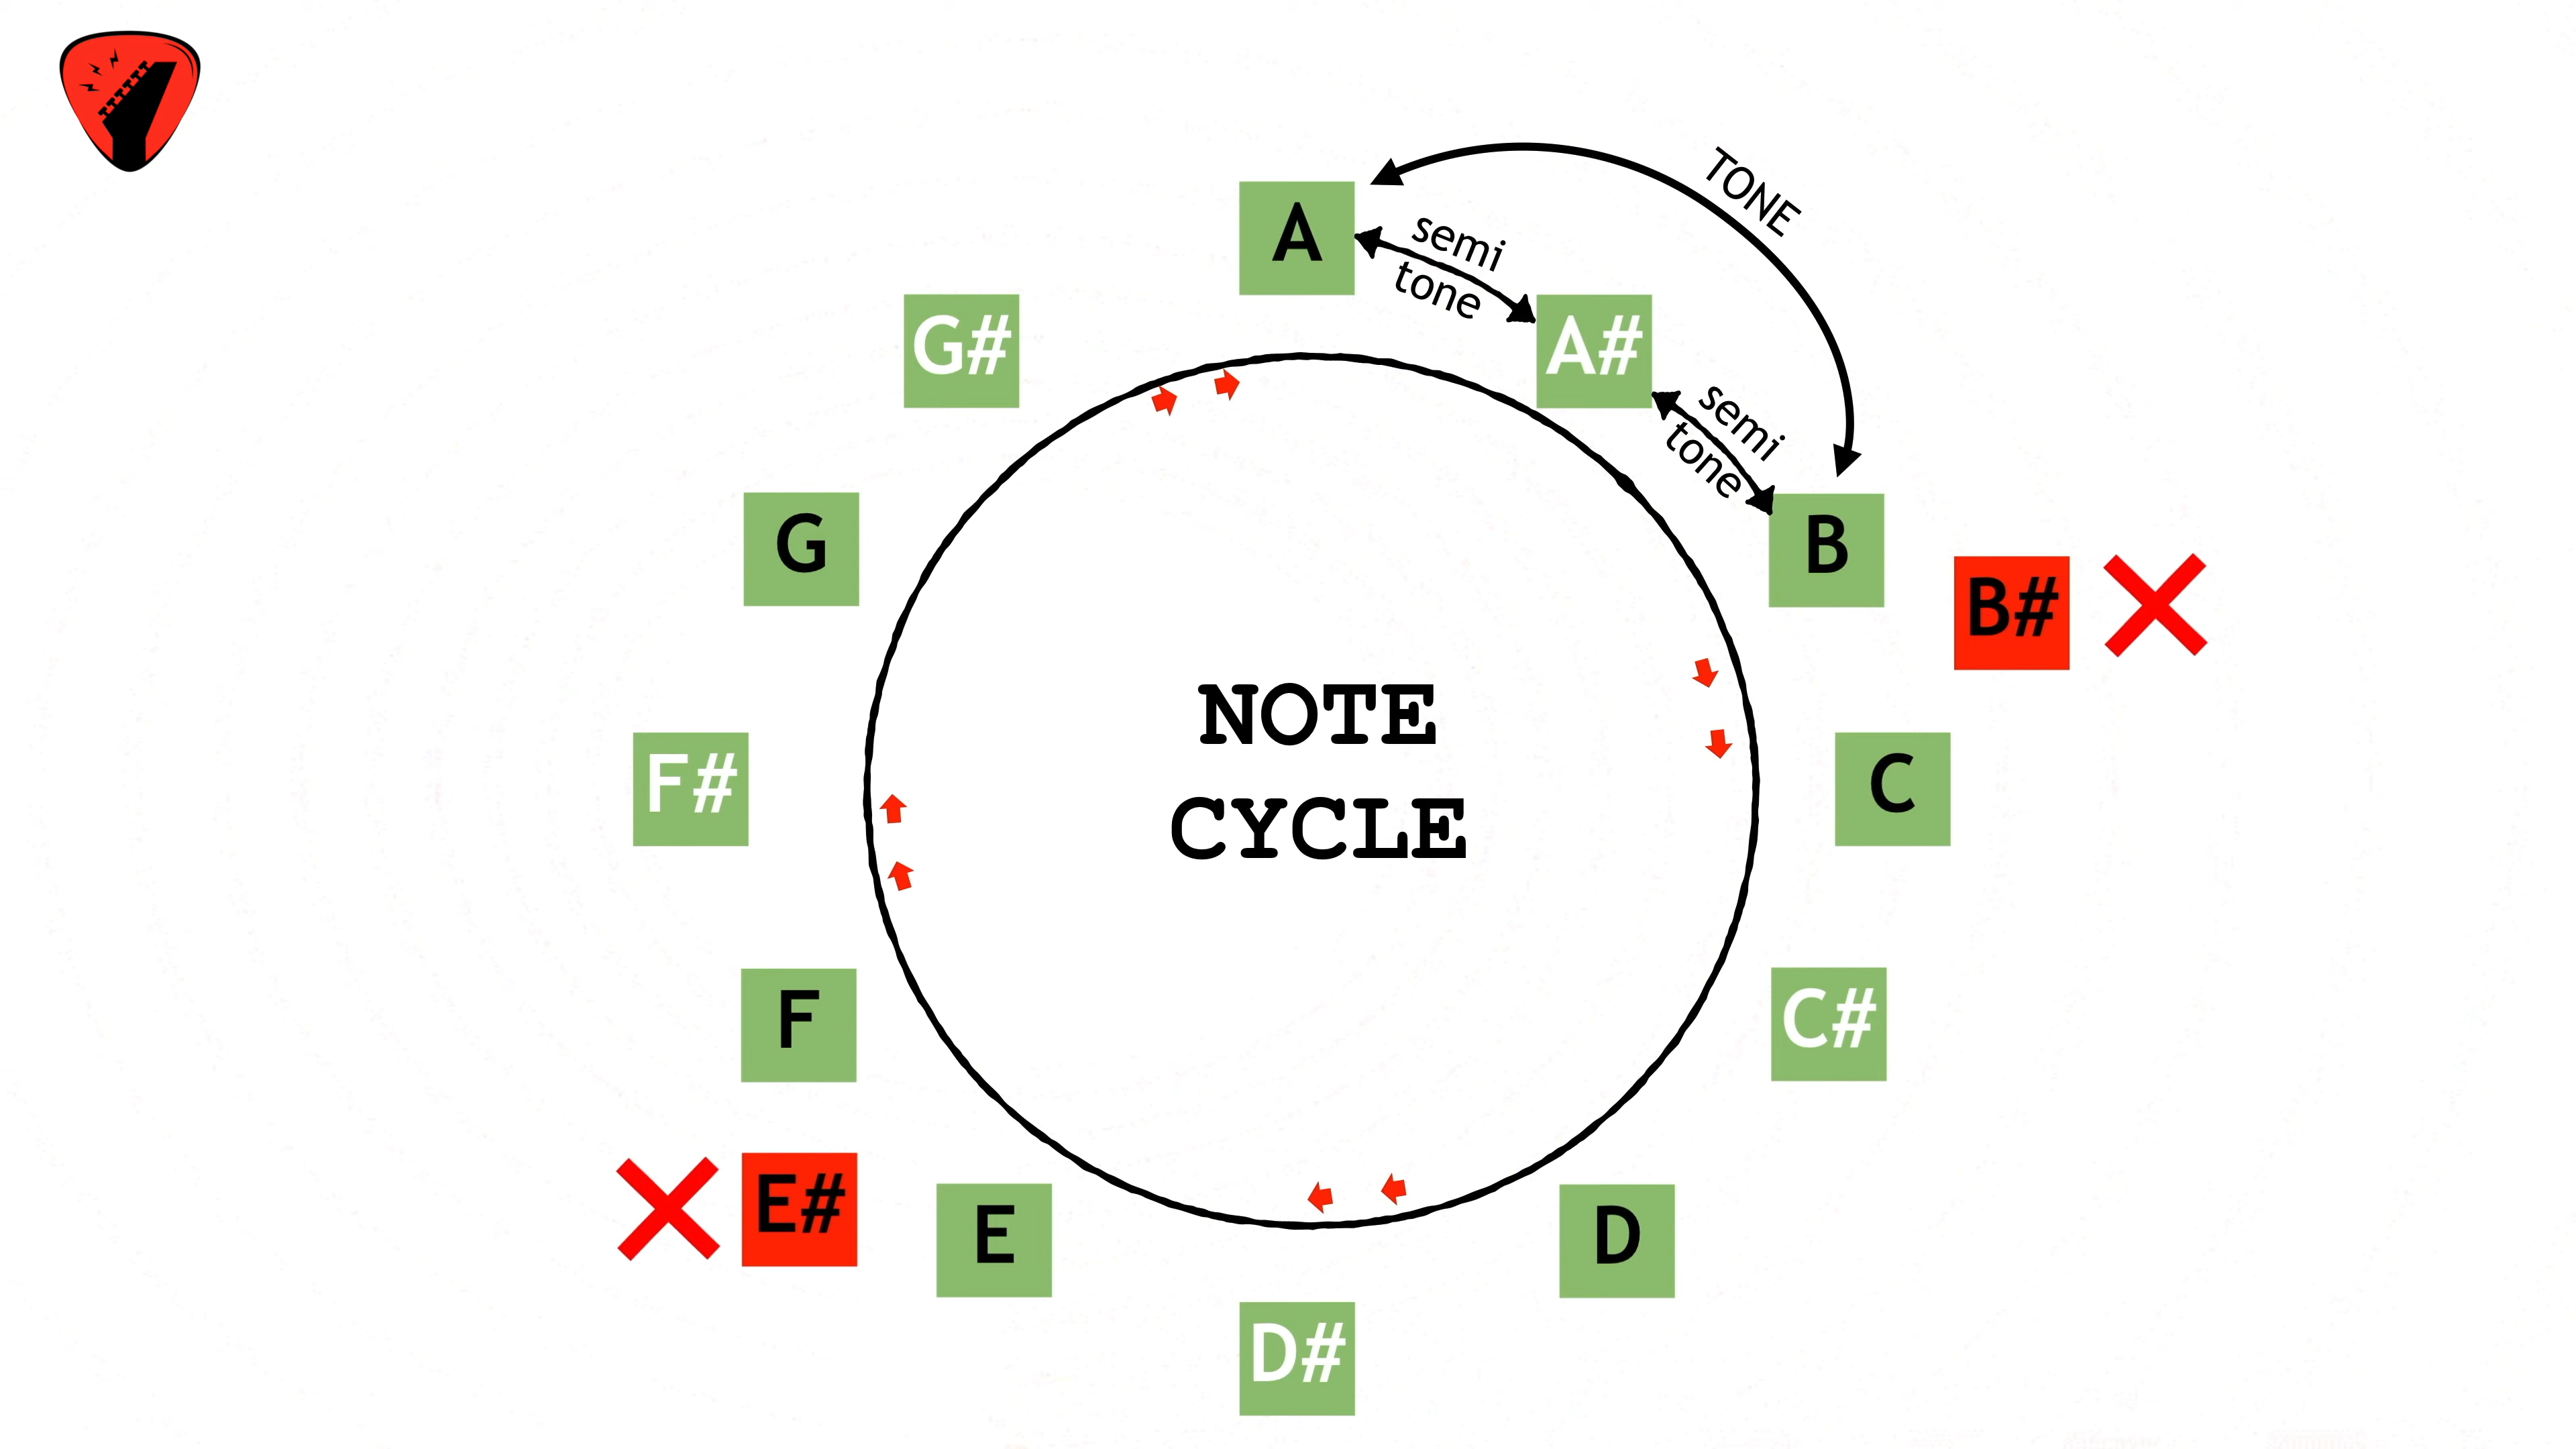 TONE
A
semi
tone
G#
A#
semi
tone
G
B
B#
NOTE
F#
C
CYCLE
F
C#
E#
E
D
D#